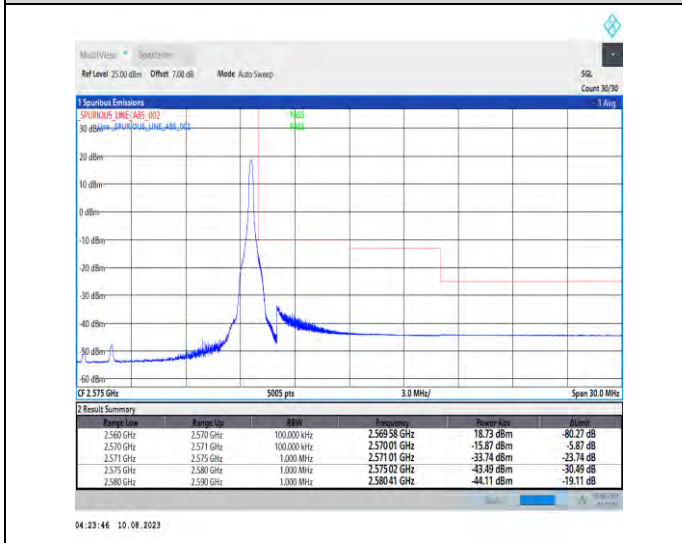 MultiView Spectrum
Ref Level 25.00 dBm Offset 7.08 dB Mode Auto Sweep SGL
Count 30/30
1 Spurious Emissions 1 Avg
_SPURIOUS_LINE_ABS_002 PASS
30 dBm Line _SPURIOUS_LINE_ABS_002 PASS
20 dBm
10 dBm
0 dBm
-10 dBm
-20 dBm
-30 dBm
-40 dBm
-50 dBm
-60 dBm
CF 2.575 GHz 5005 pts 3.0 MHz/ Span 30.0 MHz
2 Result Summary
Range Low Range Up RBW Frequency Power Abs ΔLimit
2.560 GHz 2.570 GHz 100.000 kHz 2.569 58 GHz 18.73 dBm -80.27 dB
2.570 GHz 2.571 GHz 100.000 kHz 2.570 01 GHz -15.87 dBm -5.87 dB
2.571 GHz 2.575 GHz 1.000 MHz 2.571 01 GHz -33.74 dBm -23.74 dB
2.575 GHz 2.580 GHz 1.000 MHz 2.575 02 GHz -43.49 dBm -30.49 dB
2.580 GHz 2.590 GHz 1.000 MHz 2.580 41 GHz -44.11 dBm -19.11 dB
04:23:46 10.08.2023